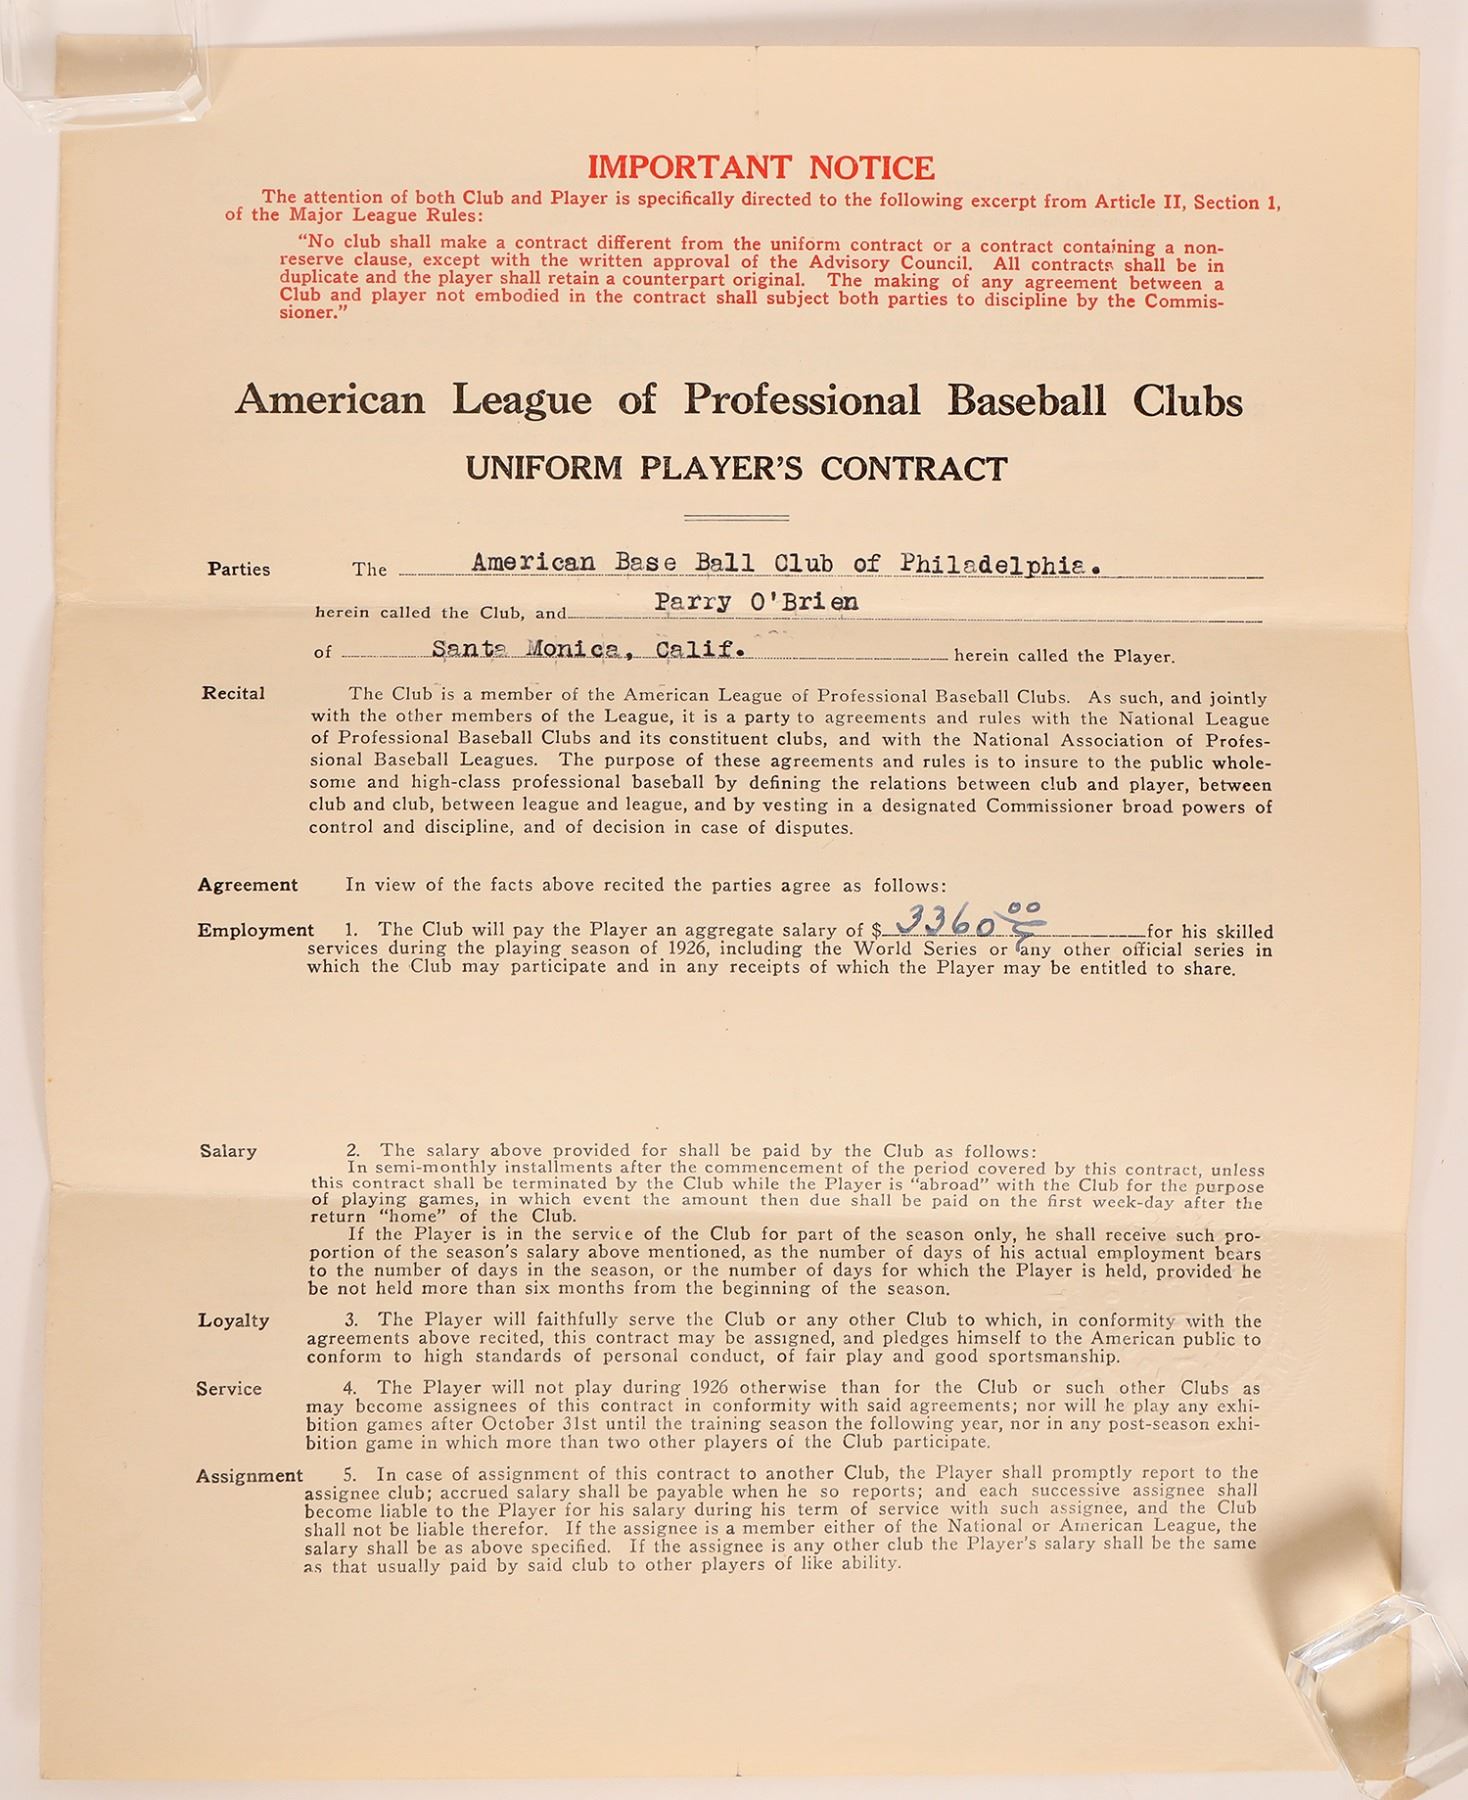 IMPORTANT NOTICE
The attention of both Club and Player is specifically directed to the following excerpt from Article II, Section 1,
of the Major League Rules:
“No club shall make a contract different from the uniform contract or a contract containing a non-
reserve clause, except with the written approval of the Advisory Council. All contracts shall be in
duplicate and the player shall retain a counterpart original. The making of any agreement between a
Club and player not embodied in the contract shall subject both parties to discipline by the Commis-
sioner.”
American League of Professional Baseball Clubs
UNIFORM PLAYER'S CONTRACT
Parties The American Base Ball Club of Philadelphia.
herein called the Club, and Parry O'Brien
of Santa Monica, Calif. herein called the Player.
Recital The Club is a member of the American League of Professional Baseball Clubs. As such, and jointly
with the other members of the League, it is a party to agreements and rules with the National League
of Professional Baseball Clubs and its constituent clubs, and with the National Association of Profes-
sional Baseball Leagues. The purpose of these agreements and rules is to insure to the public whole-
some and high-class professional baseball by defining the relations between club and player, between
club and club, between league and league, and by vesting in a designated Commissioner broad powers of
control and discipline, and of decision in case of disputes.
Agreement In view of the facts above recited the parties agree as follows:
Employment 1. The Club will pay the Player an aggregate salary of $ 3360 00 for his skilled
services during the playing season of 1926, including the World Series or any other official series in
which the Club may participate and in any receipts of which the Player may be entitled to share.
Salary 2. The salary above provided for shall be paid by the Club as follows:
In semi-monthly installments after the commencement of the period covered by this contract, unless
this contract shall be terminated by the Club while the Player is “abroad” with the Club for the purpose
of playing games, in which event the amount then due shall be paid on the first week-day after the
return “home” of the Club.
If the Player is in the service of the Club for part of the season only, he shall receive such pro-
portion of the season's salary above mentioned, as the number of days of his actual employment bears
to the number of days in the season, or the number of days for which the Player is held, provided he
be not held more than six months from the beginning of the season.
Loyalty 3. The Player will faithfully serve the Club or any other Club to which, in conformity with the
agreements above recited, this contract may be assigned, and pledges himself to the American public to
conform to high standards of personal conduct, of fair play and good sportsmanship.
Service 4. The Player will not play during 1926 otherwise than for the Club or such other Clubs as
may become assignees of this contract in conformity with said agreements; nor will he play any exhi-
bition games after October 31st until the training season the following year, nor in any post-season exhi-
bition game in which more than two other players of the Club participate.
Assignment 5. In case of assignment of this contract to another Club, the Player shall promptly report to the
assignee club; accrued salary shall be payable when he so reports; and each successive assignee shall
become liable to the Player for his salary during his term of service with such assignee, and the Club
shall not be liable therefor. If the assignee is a member either of the National or American League, the
salary shall be as above specified. If the assignee is any other club the Player's salary shall be the same
as that usually paid by said club to other players of like ability.